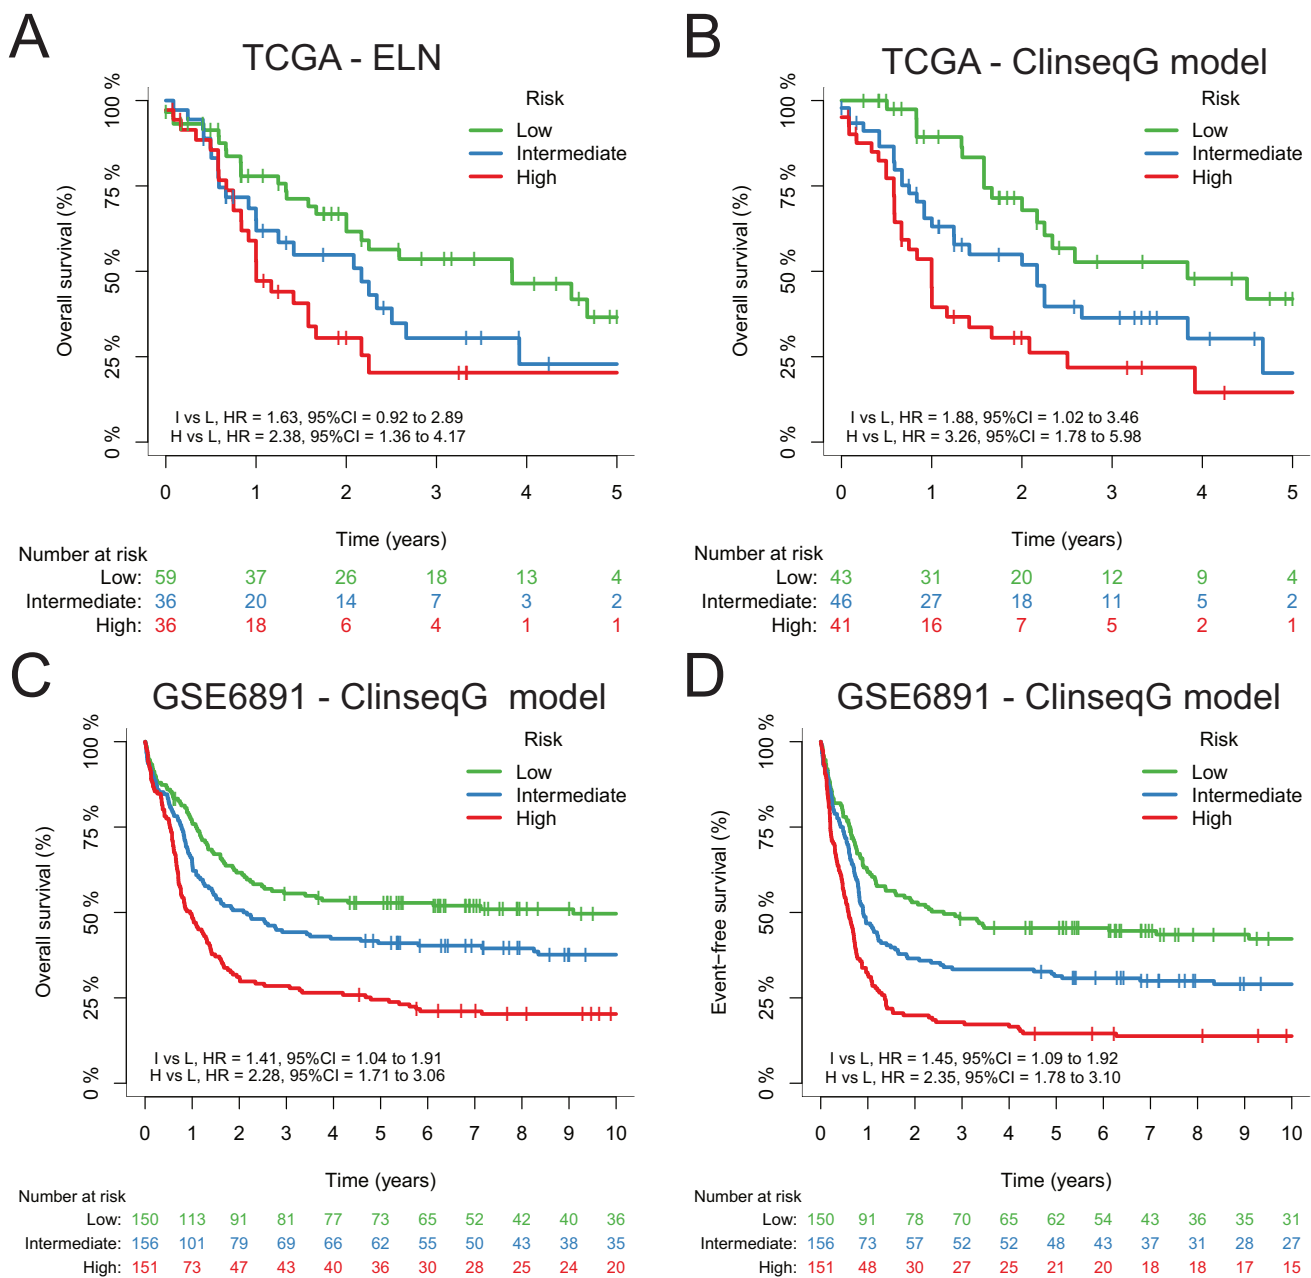 A
TCGA - ELN
Overall survival (%)
100 %
75 %
50 %
25 %
0 %
Risk
Low
Intermediate
High
I vs L, HR = 1.63, 95%CI = 0.92 to 2.89
H vs L, HR = 2.38, 95%CI = 1.36 to 4.17
0 1 2 3 4 5
Time (years)
Number at risk
Low: 59 37 26 18 13 4
Intermediate: 36 20 14 7 3 2
High: 36 18 6 4 1 1
B
TCGA - ClinseqG model
Overall survival (%)
100 %
75 %
50 %
25 %
0 %
Risk
Low
Intermediate
High
I vs L, HR = 1.88, 95%CI = 1.02 to 3.46
H vs L, HR = 3.26, 95%CI = 1.78 to 5.98
0 1 2 3 4 5
Time (years)
Number at risk
Low: 43 31 20 12 9 4
Intermediate: 46 27 18 11 5 2
High: 41 16 7 5 2 1
C
GSE6891 - ClinseqG model
Overall survival (%)
100 %
75 %
50 %
25 %
0 %
Risk
Low
Intermediate
High
I vs L, HR = 1.41, 95%CI = 1.04 to 1.91
H vs L, HR = 2.28, 95%CI = 1.71 to 3.06
0 1 2 3 4 5 6 7 8 9 10
Time (years)
Number at risk
Low: 150 113 91 81 77 73 65 52 42 40 36
Intermediate: 156 101 79 69 66 62 55 50 43 38 35
High: 151 73 47 43 40 36 30 28 25 24 20
D
GSE6891 - ClinseqG model
Event−free survival (%)
100 %
75 %
50 %
25 %
0 %
Risk
Low
Intermediate
High
I vs L, HR = 1.45, 95%CI = 1.09 to 1.92
H vs L, HR = 2.35, 95%CI = 1.78 to 3.10
0 1 2 3 4 5 6 7 8 9 10
Time (years)
Number at risk
Low: 150 91 78 70 65 62 54 43 36 35 31
Intermediate: 156 73 57 52 52 48 43 37 31 28 27
High: 151 48 30 27 25 21 20 18 18 17 15